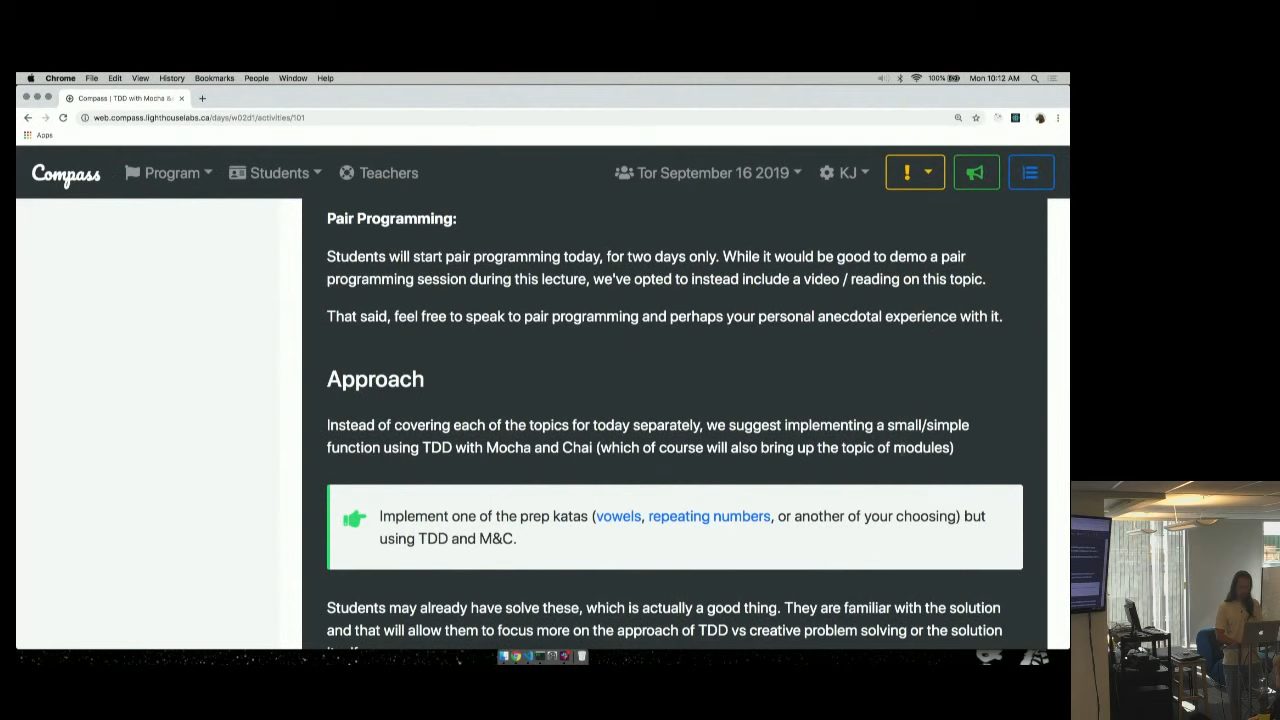 Chrome File Edit View History Bookmarks People Window Help 100% Mon 10:12 AM
Compass | TDD with Mocha &
web.compass.lighthouselabs.ca/days/w02d1/activities/101
Apps
Compass Program Students Teachers Tor September 16 2019 KJ
Pair Programming:
Students will start pair programming today, for two days only. While it would be good to demo a pair
programming session during this lecture, we've opted to instead include a video / reading on this topic.
That said, feel free to speak to pair programming and perhaps your personal anecdotal experience with it.
Approach
Instead of covering each of the topics for today separately, we suggest implementing a small/simple
function using TDD with Mocha and Chai (which of course will also bring up the topic of modules)
Implement one of the prep katas (vowels, repeating numbers, or another of your choosing) but
using TDD and M&C.
Students may already have solve these, which is actually a good thing. They are familiar with the solution
and that will allow them to focus more on the approach of TDD vs creative problem solving or the solution